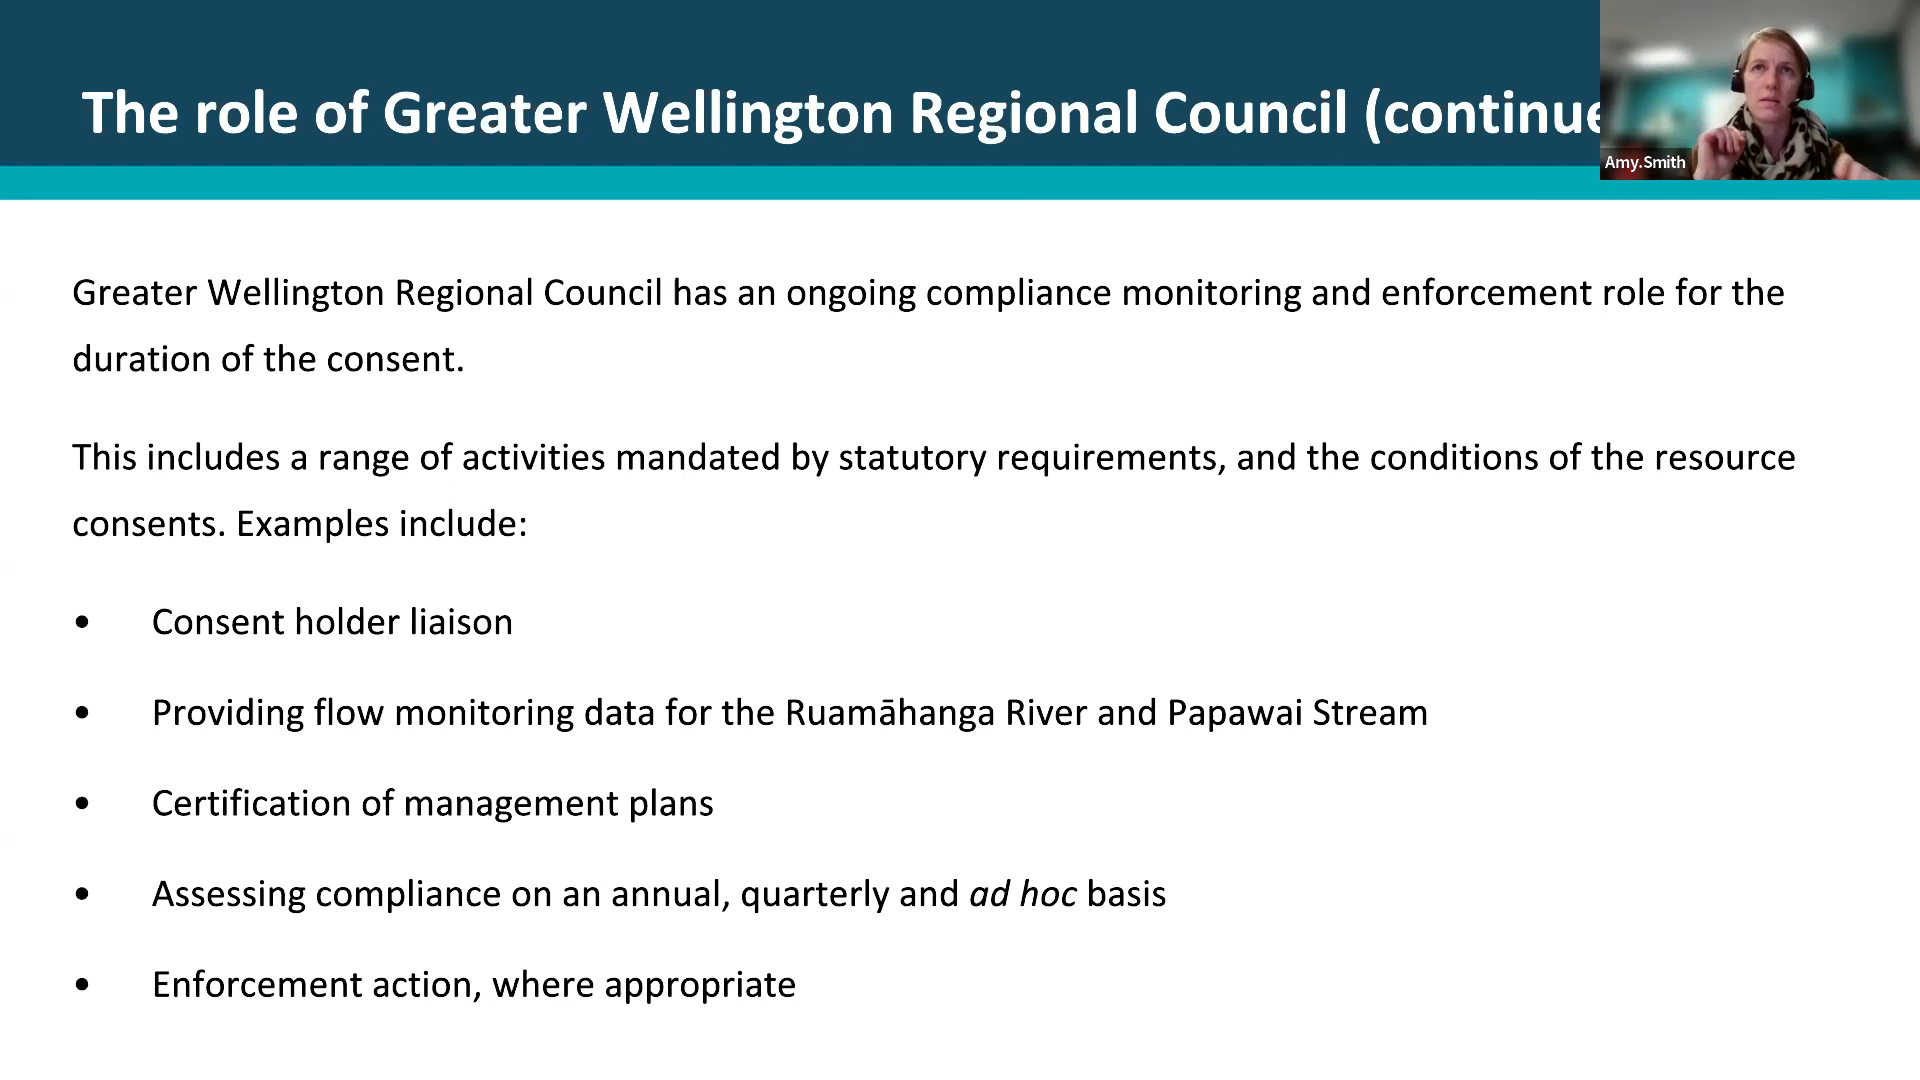 The role of Greater Wellington Regional Council (continue
Amy.Smith
Greater Wellington Regional Council has an ongoing compliance monitoring and enforcement role for the
duration of the consent.
This includes a range of activities mandated by statutory requirements, and the conditions of the resource
consents. Examples include:
• Consent holder liaison
• Providing flow monitoring data for the Ruamāhanga River and Papawai Stream
• Certification of management plans
• Assessing compliance on an annual, quarterly and ad hoc basis
• Enforcement action, where appropriate